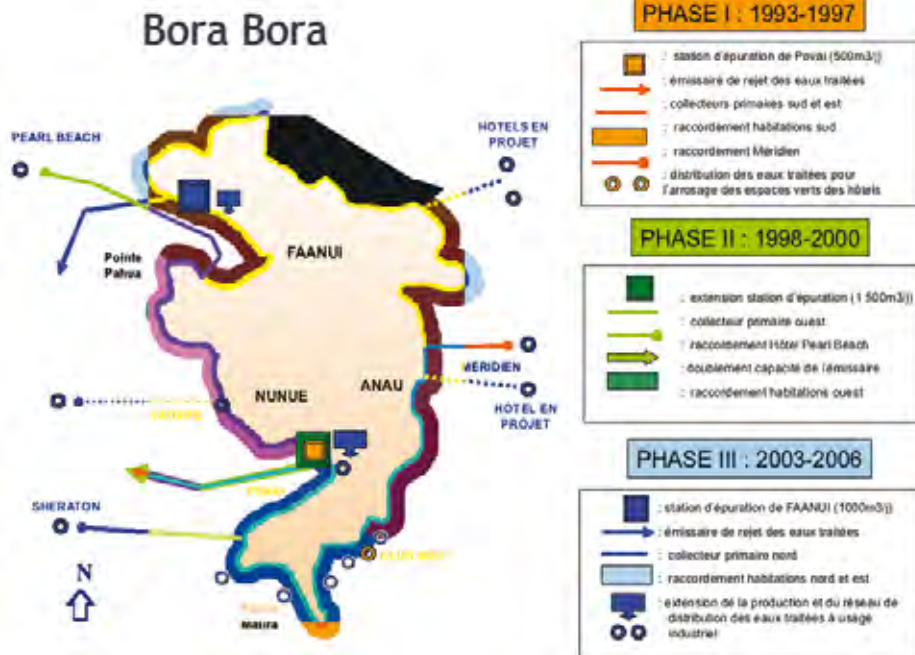 Bora Bora
PEARL BEACH
HOTELS EN
PROJET
FAANUI
Pointe
Pahua
MERIDIEN
NUNUE
ANAU
HOTEL EN
PROJET
SHERATON
N
Matira
PHASE I : 1993-1997
: station d'épuration de Povai (500m3/j)
: émissaire de rejet des eaux traitées
: collecteurs primaires sud et est
: raccordement habitations sud
: raccordement Méridien
: distribution des eaux traitées pour
l'arrosage des espaces verts des hôtels
PHASE II : 1998-2000
: extension station d'épuration (1 500m3/j)
: collecteur primaire ouest
: raccordement Hôtel Pearl Beach
: doublement capacité de l'émissaire
: raccordement habitations ouest
PHASE III : 2003-2006
: station d'épuration de FAANUI (1000m3/j)
: émissaire de rejet des eaux traitées
: collecteur primaire nord
: raccordement habitations nord et est
: extension de la production et du réseau de
distribution des eaux traitées à usage
industriel